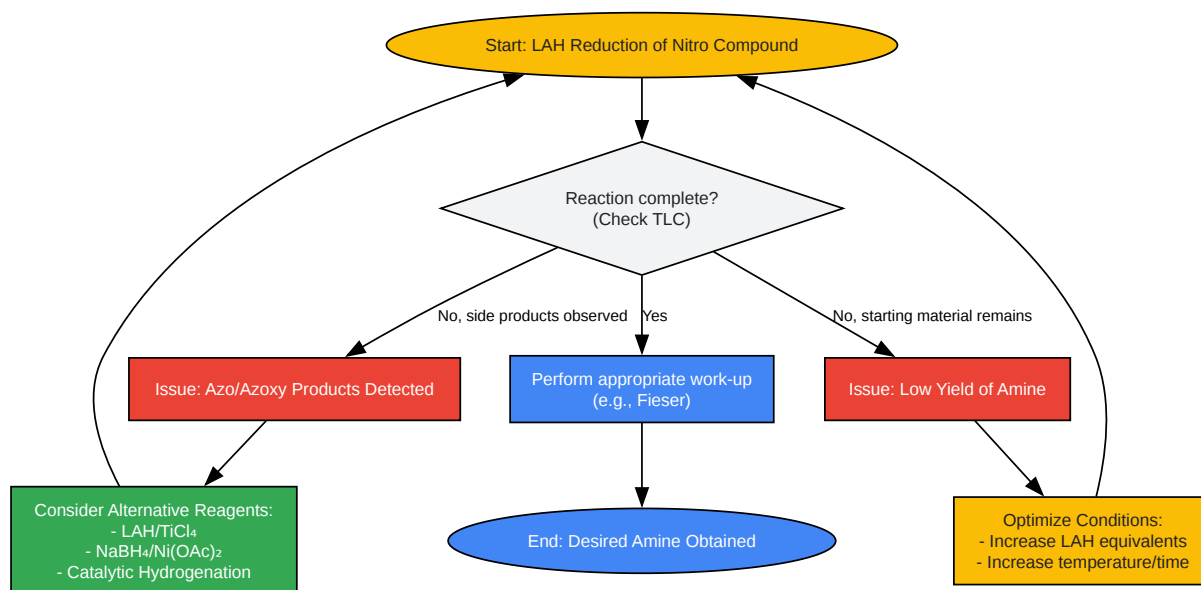 Start: LAH Reduction of Nitro Compound
Reaction complete?
(Check TLC)
No, side products observed
Yes
No, starting material remains
Issue: Azo/Azoxy Products Detected
Perform appropriate work-up
(e.g., Fieser)
Issue: Low Yield of Amine
Consider Alternative Reagents:
- LAH/TiCl₄
- NaBH₄/Ni(OAc)₂
- Catalytic Hydrogenation
End: Desired Amine Obtained
Optimize Conditions:
- Increase LAH equivalents
- Increase temperature/time